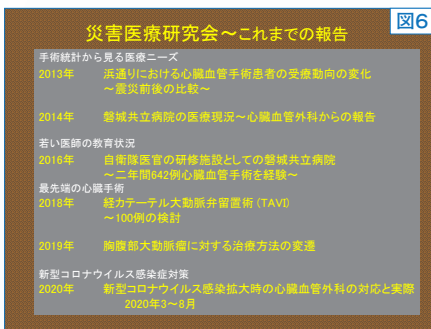 図6
災害医療研究会～これまでの報告
手術統計から見る医療ニーズ
2013年 浜通りにおける心臓血管手術患者の受療動向の変化
～震災前後の比較～
2014年 磐城共立病院の医療現況～心臓血管外科からの報告
若い医師の教育状況
2016年 自衛隊医官の研修施設としての磐城共立病院
～二年間642例心臓血管手術を経験～
最先端の心臓手術
2018年 経カテーテル大動脈弁留置術（TAVI）
～100例の検討
2019年 胸腹部大動脈瘤に対する治療方法の変遷
新型コロナウイルス感染症対策
2020年 新型コロナウイルス感染拡大時の心臓血管外科の対応と実際
2020年3～8月